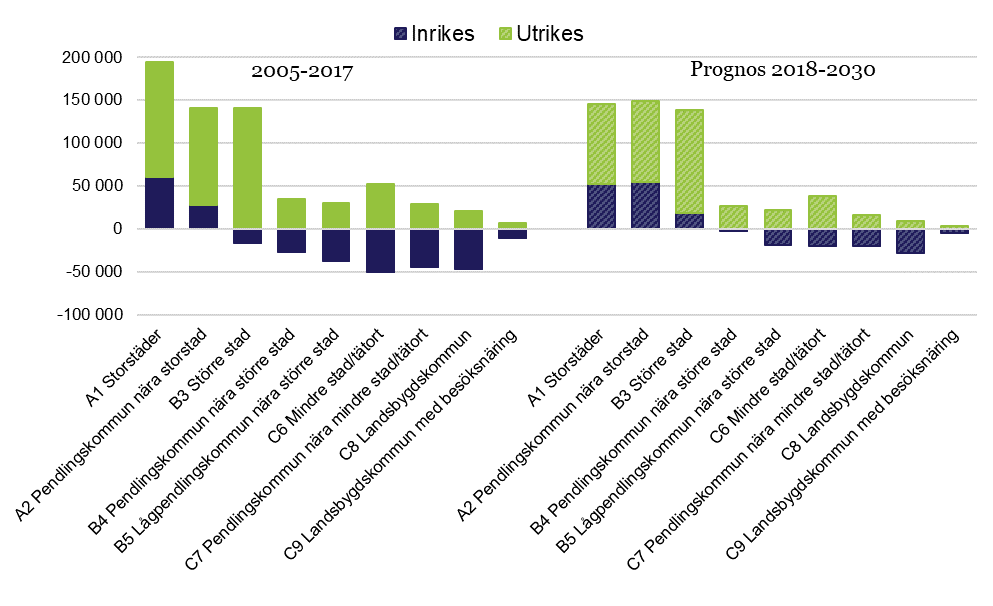 Inrikes Utrikes
2005-2017
Prognos 2018-2030
200 000
150 000
100 000
50 000
0
-50 000
-100 000
A1 Storstäder
A2 Pendlingskommun nära storstad
B3 Större stad
B4 Pendlingskommun nära större stad
B5 Lågpendlingskommun nära större stad
C6 Mindre stad/tätort
C7 Pendlingskommun nära mindre stad/tätort
C8 Landsbygdskommun
C9 Landsbygdskommun med besöksnäring
A1 Storstäder
A2 Pendlingskommun nära storstad
B3 Större stad
B4 Pendlingskommun nära större stad
B5 Lågpendlingskommun nära större stad
C6 Mindre stad/tätort
C7 Pendlingskommun nära mindre stad/tätort
C8 Landsbygdskommun
C9 Landsbygdskommun med besöksnäring